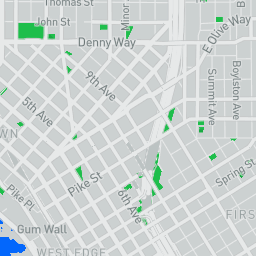 Thomas St
Minor
B
John St
E Olive Way
Denny Way
9th Ave
Boylston Ave
Summit Ave
5th Ave
WN
Pike St
Spring St
Pike Pl
6th Ave
FIRS
Gum Wall
WEST EDGE